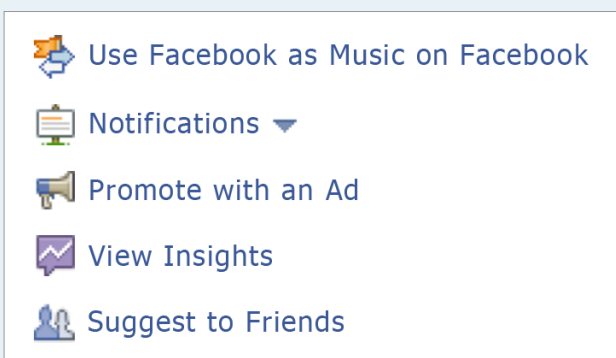 Use Facebook as Music on Facebook
Notifications
Promote with an Ad
View Insights
Suggest to Friends